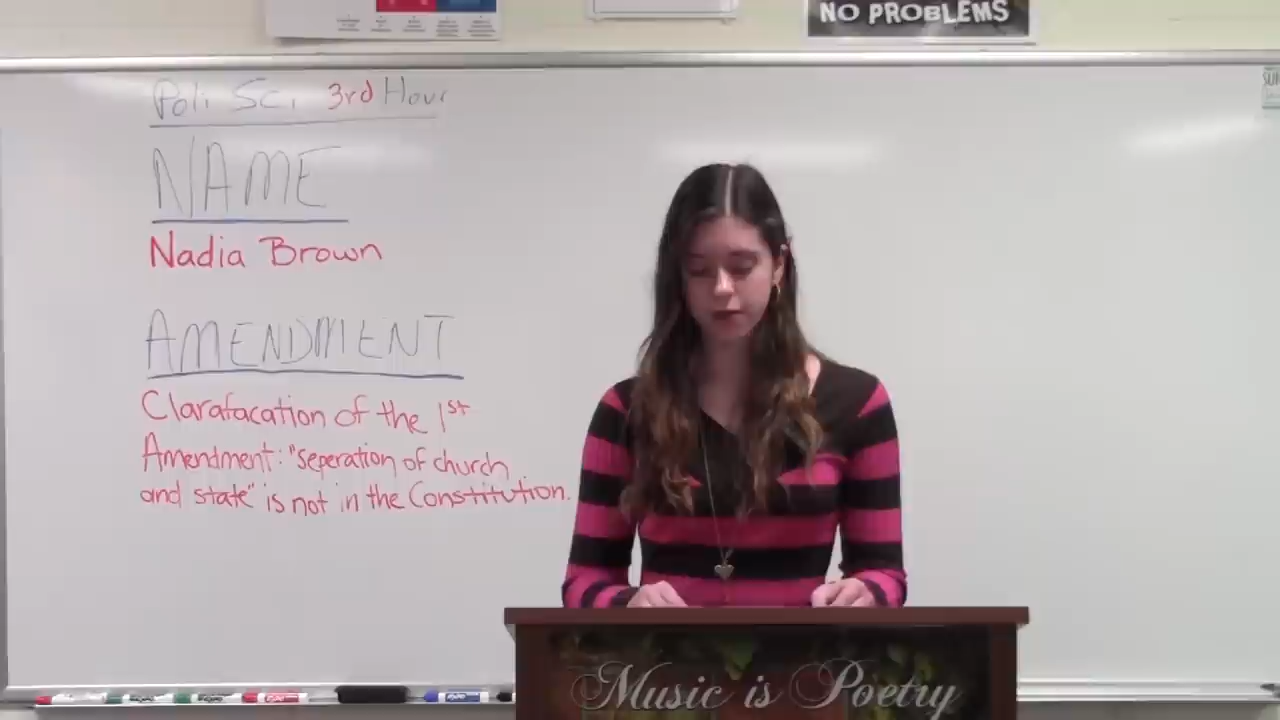 NO PROBLEMS
Poli Sci 3rd Hour
NAME
Nadia Brown
AMENDMENT
Clarafacation of the 1st
Amendment: "seperation of church
and state" is not in the Constitution.
Music is Poetry